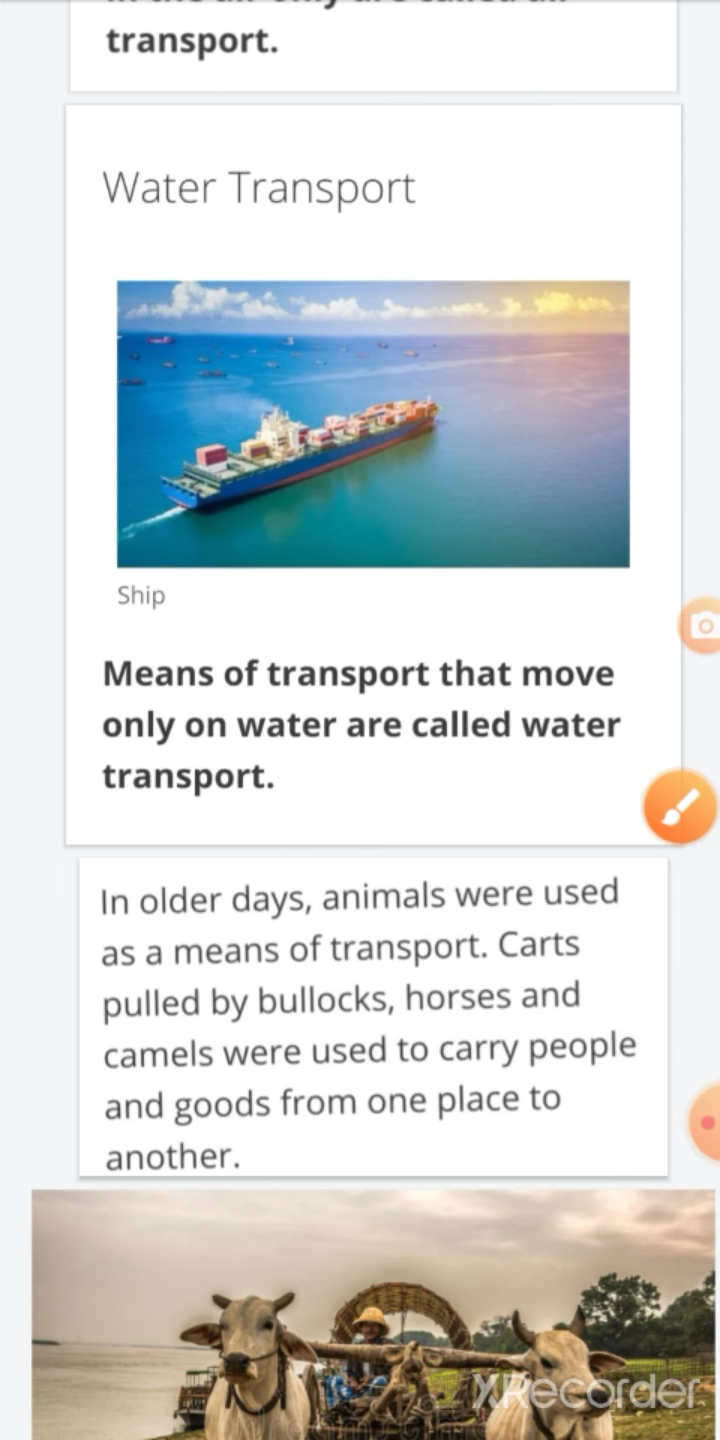 transport.
Water Transport
Ship
Means of transport that move
only on water are called water
transport.
In older days, animals were used
as a means of transport. Carts
pulled by bullocks, horses and
camels were used to carry people
and goods from one place to
another.
XRecorder